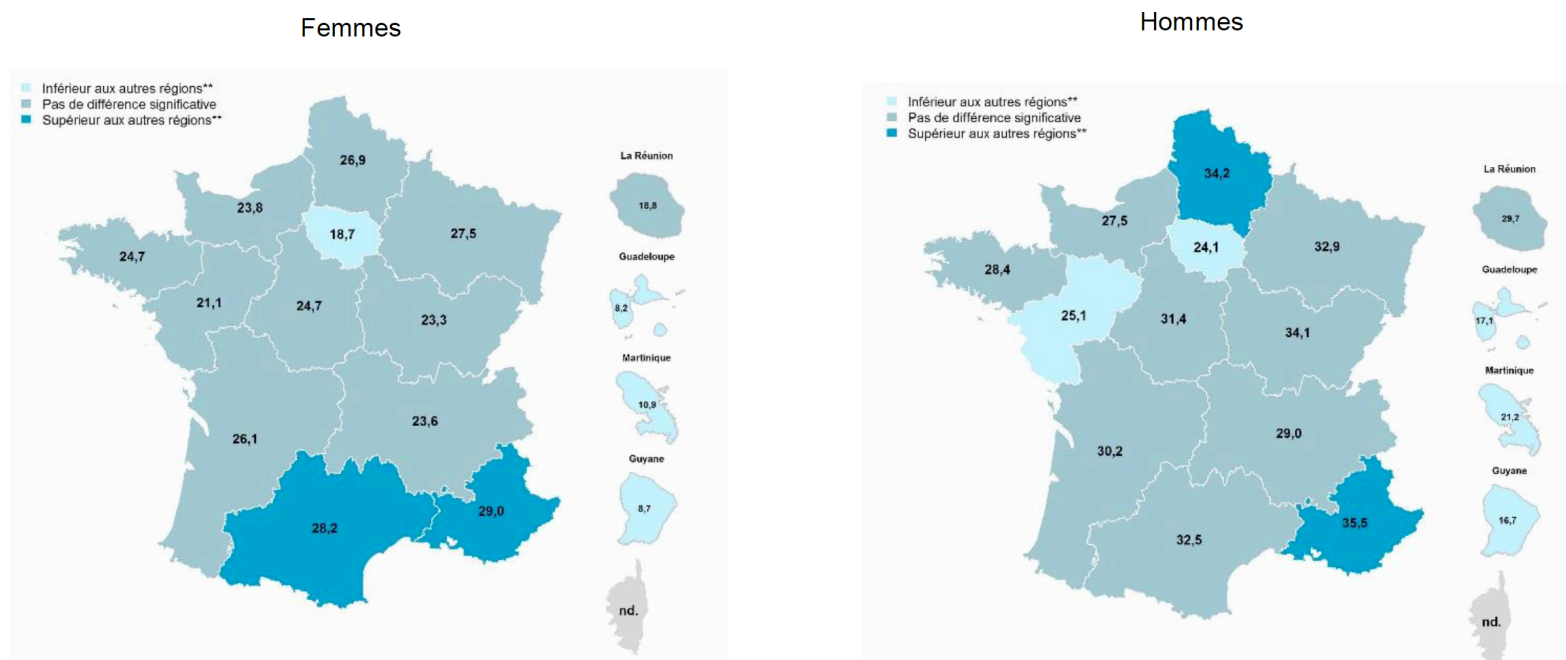 Femmes
Inférieur aux autres régions**
Pas de différence significative
Supérieur aux autres régions**
26,9
La Réunion
18,8
23,8
18,7
27,5
24,7
Guadeloupe
8,2
21,1
24,7
23,3
Martinique
10,9
26,1
23,6
Guyane
8,7
28,2
29,0
nd.
Hommes
Inférieur aux autres régions**
Pas de différence significative
Supérieur aux autres régions**
34,2
La Réunion
29,7
27,5
24,1
32,9
28,4
Guadeloupe
17,1
25,1
31,4
34,1
Martinique
21,2
30,2
29,0
Guyane
16,7
32,5
35,5
nd.